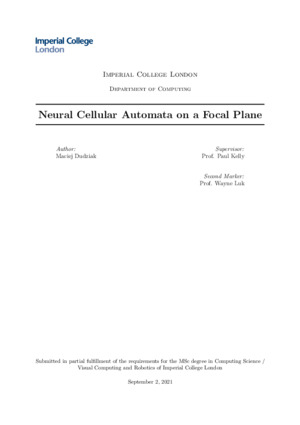 Imperial College
London
Imperial College London
Department of Computing
Neural Cellular Automata on a Focal Plane
Author:
Maciej Dudziak
Supervisor:
Prof. Paul Kelly
Second Marker:
Prof. Wayne Luk
Submitted in partial fulfillment of the requirements for the MSc degree in Computing Science /
Visual Computing and Robotics of Imperial College London
September 2, 2021